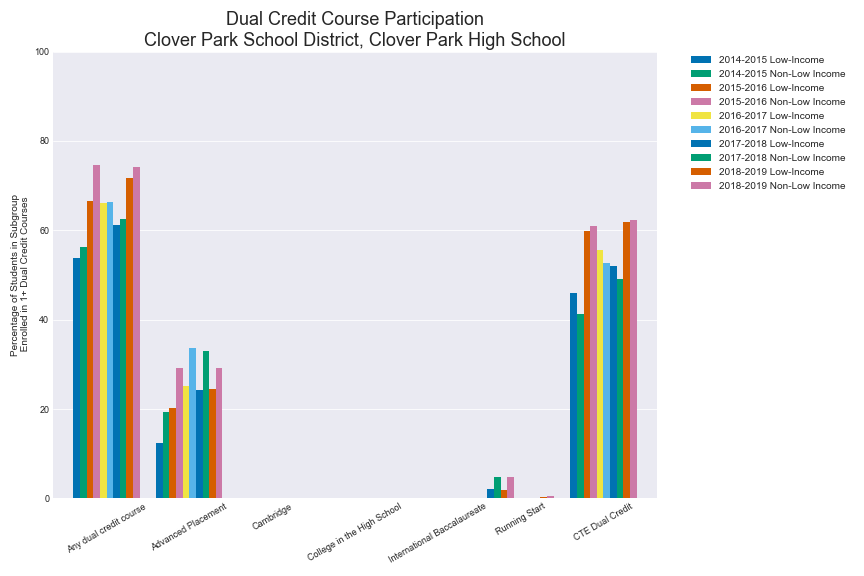 Dual Credit Course Participation
Clover Park School District, Clover Park High School
Percentage of Students in Subgroup
Enrolled in 1+ Dual Credit Courses
100
80
60
40
20
0
Any dual credit course
Advanced Placement
Cambridge
College in the High School
International Baccalaureate
Running Start
CTE Dual Credit
2014-2015 Low-Income
2014-2015 Non-Low Income
2015-2016 Low-Income
2015-2016 Non-Low Income
2016-2017 Low-Income
2016-2017 Non-Low Income
2017-2018 Low-Income
2017-2018 Non-Low Income
2018-2019 Low-Income
2018-2019 Non-Low Income